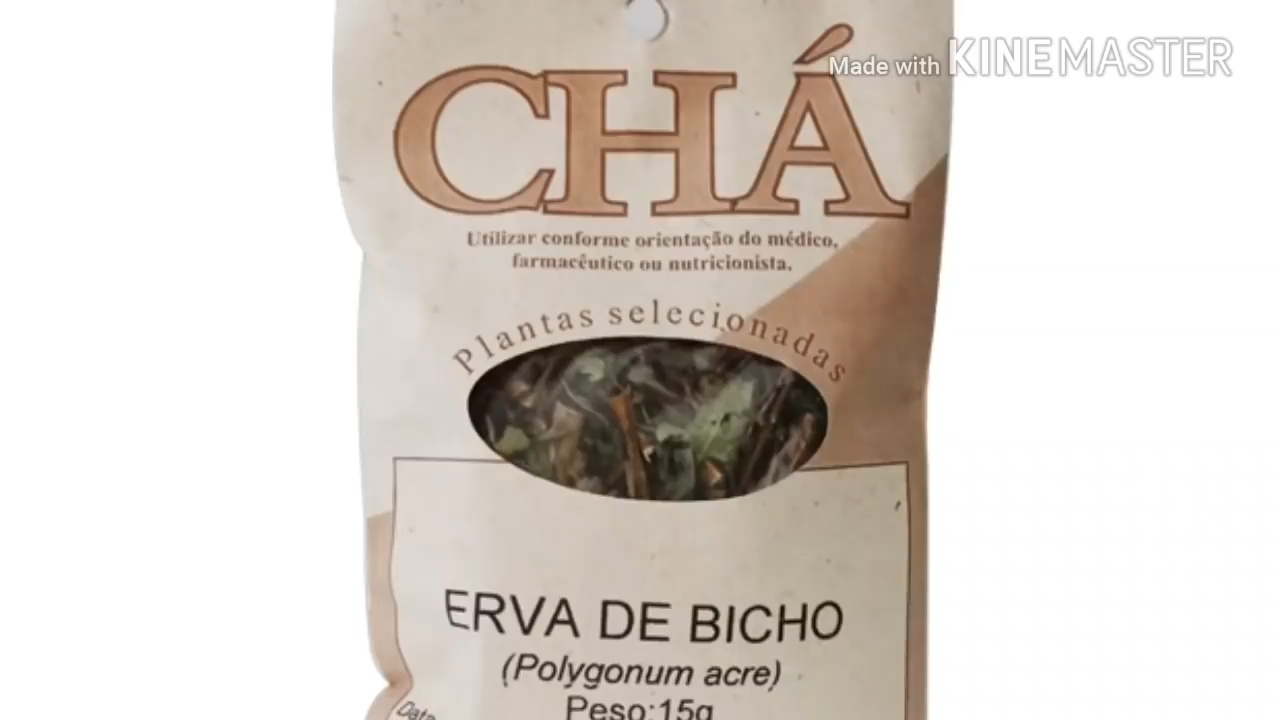 Made with KINEMASTER
CHÁ
Utilizar conforme orientação do médico,
farmacêutico ou nutricionista.
Plantas selecionadas
ERVA DE BICHO
(Polygonum acre)
Peso:15g
Data